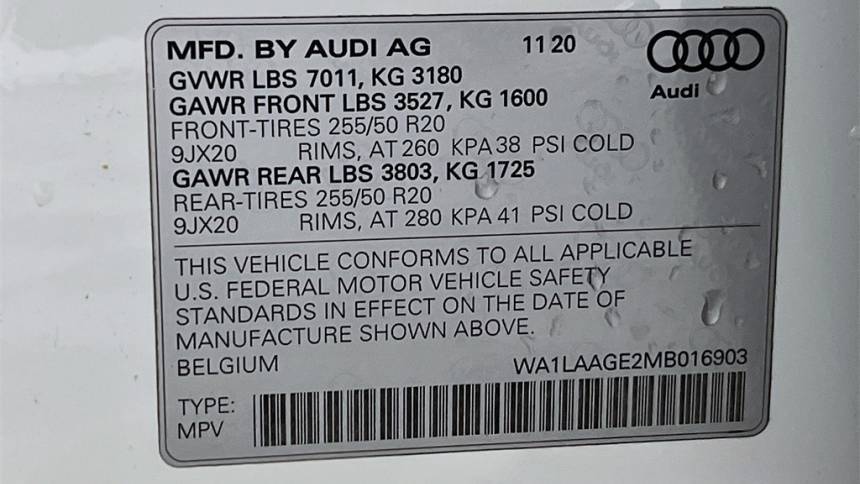 MFD. BY AUDI AG 11 20
GVWR LBS 7011, KG 3180
GAWR FRONT LBS 3527, KG 1600
Audi
FRONT-TIRES 255/50 R20
9JX20 RIMS, AT 260 KPA 38 PSI COLD
GAWR REAR LBS 3803, KG 1725
REAR-TIRES 255/50 R20
9JX20 RIMS, AT 280 KPA 41 PSI COLD
THIS VEHICLE CONFORMS TO ALL APPLICABLE
U.S. FEDERAL MOTOR VEHICLE SAFETY
STANDARDS IN EFFECT ON THE DATE OF
MANUFACTURE SHOWN ABOVE.
BELGIUM WA1LAAGE2MB016903
TYPE:
MPV